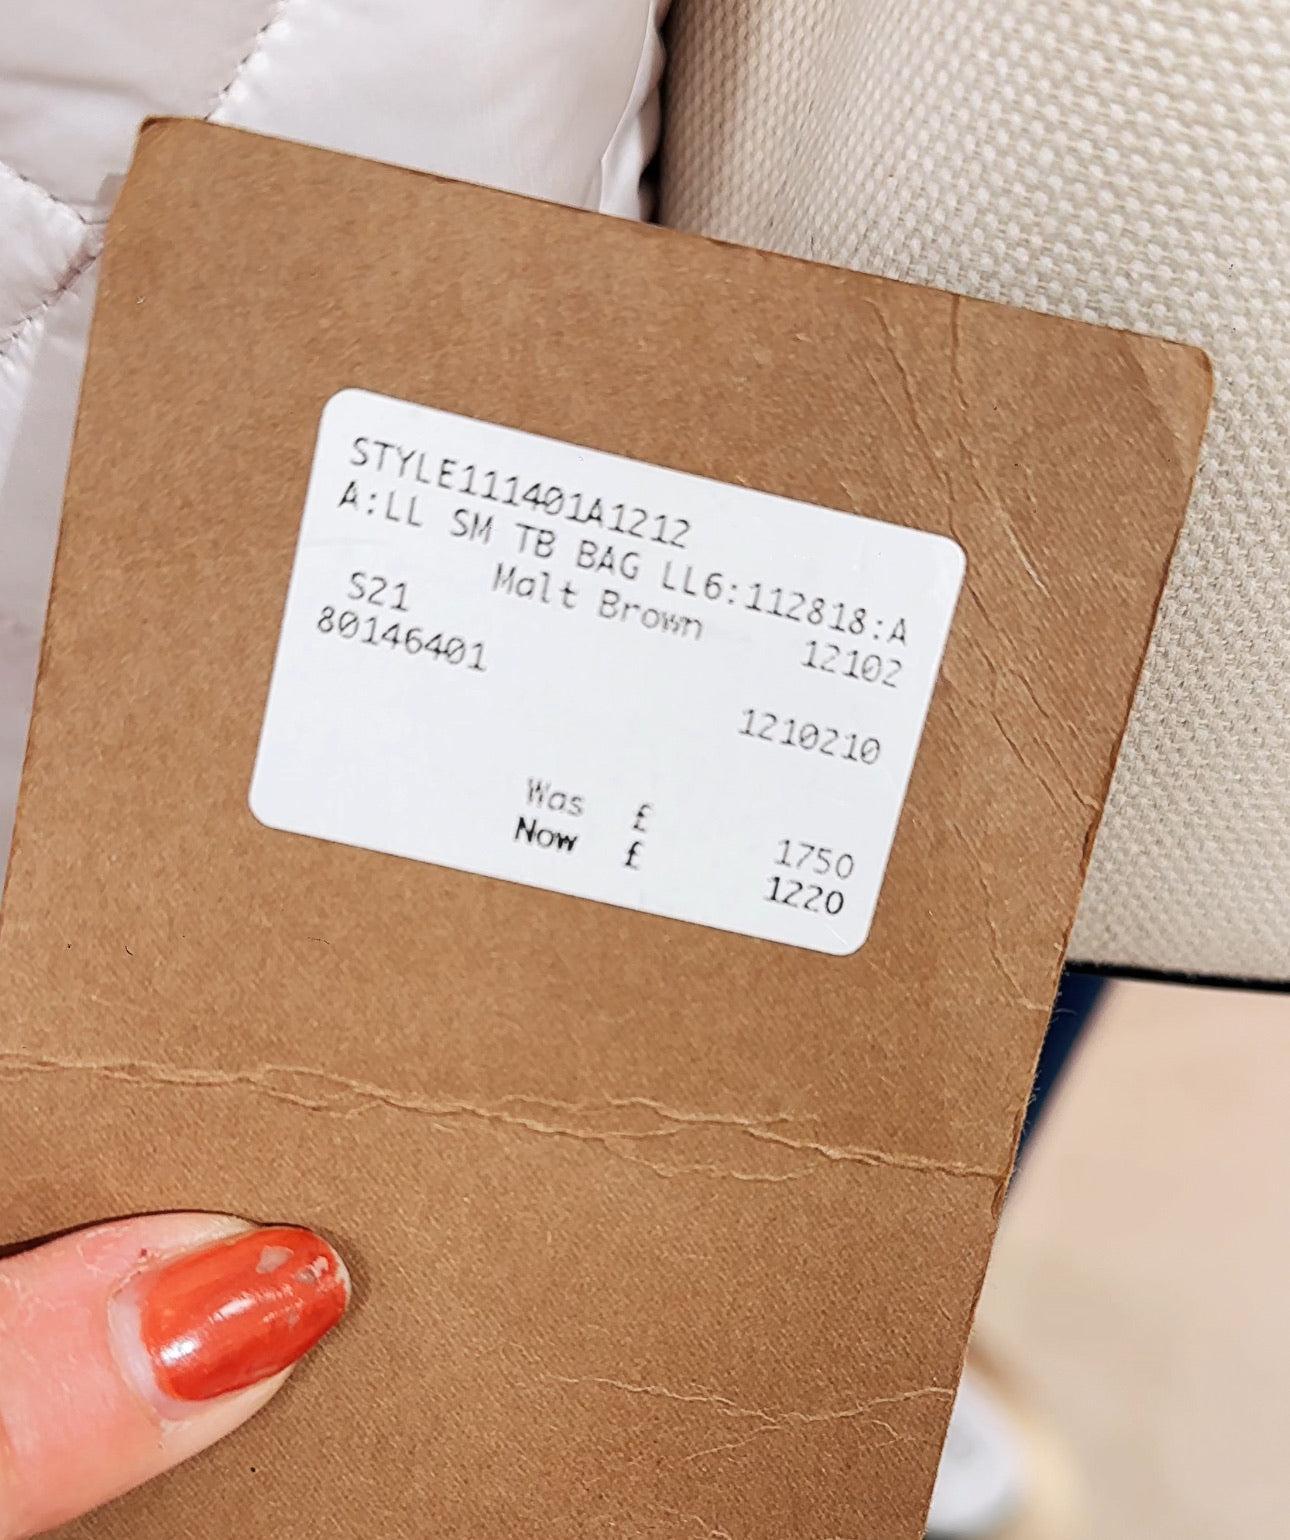 STYLE111401A1212
A:LL SM TB BAG LL6:112818:A
S21 Malt Brown 12102
80146401
1210210
Was £ 1750
Now £ 1220